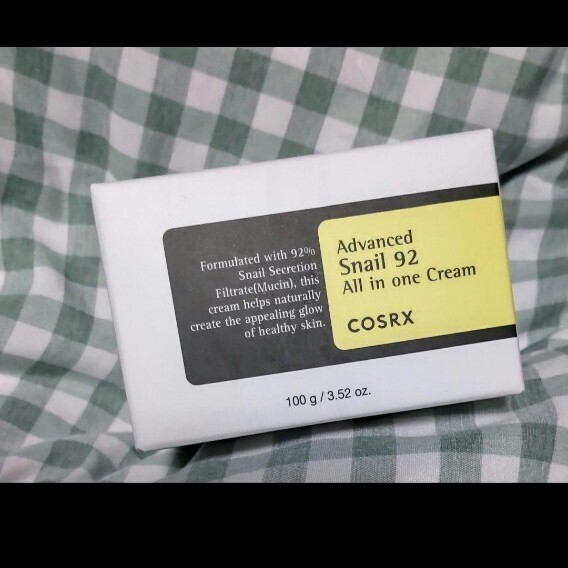 Formulated with 92%
Snail Secretion
Filtrate(Mucin), this
cream helps naturally
create the appealing glow
of healthy skin.
Advanced
Snail 92
All in one Cream
COSRX
100 g / 3.52 oz.